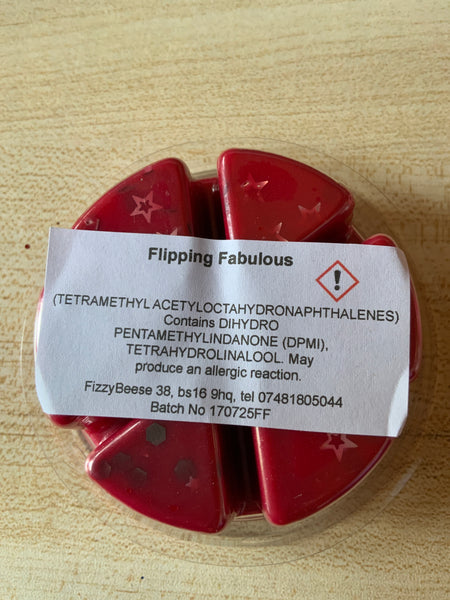 Flipping Fabulous
(TETRAMETHYL ACETYLOCTAHYDRONAPHTHALENES)
Contains DIHYDRO
PENTAMETHYLINDANONE (DPMI),
TETRAHYDROLINALOOL. May
produce an allergic reaction.
FizzyBeese 38, bs16 9hq, tel 07481805044
Batch No 170725FF